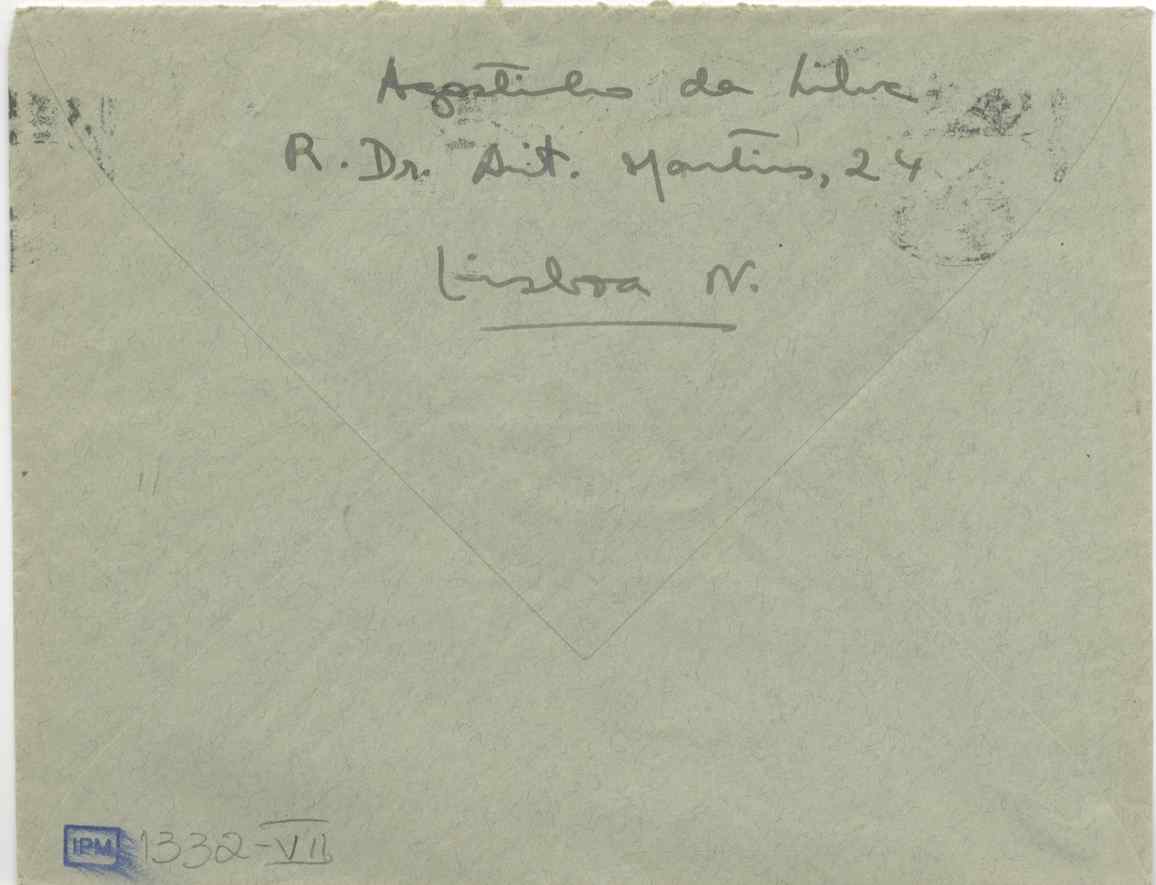 Agostinho da Silva
R. Dr. Ant. Martins, 24
Lisboa N.
IPM 1332-VII